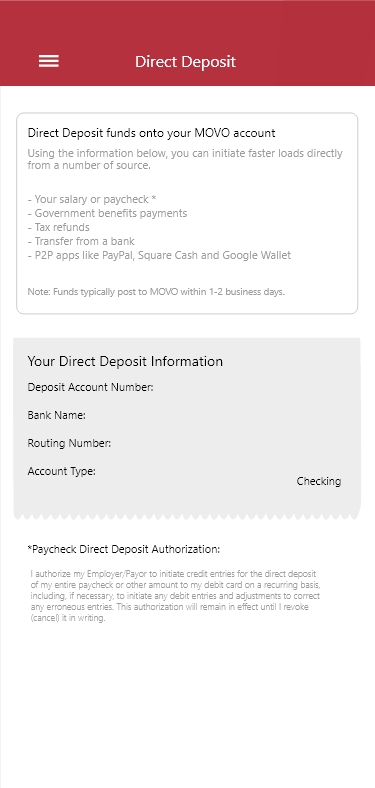 Direct Deposit
Direct Deposit funds onto your MOVO account
Using the information below, you can initiate faster loads directly
from a number of source.
- Your salary or paycheck *
- Government benefits payments
- Tax refunds
- Transfer from a bank
- P2P apps like PayPal, Square Cash and Google Wallet
Note: Funds typically post to MOVO within 1-2 business days.
Your Direct Deposit Information
Deposit Account Number:
Bank Name:
Routing Number:
Account Type:
Checking
*Paycheck Direct Deposit Authorization:
I authorize my Employer/Payor to initiate credit entries for the direct deposit
of my entire paycheck or other amount to my debit card on a recurring basis,
including, if necessary, to initiate any debit entries and adjustments to correct
any erroneous entries. This authorization will remain in effect until I revoke
(cancel) it in writing.